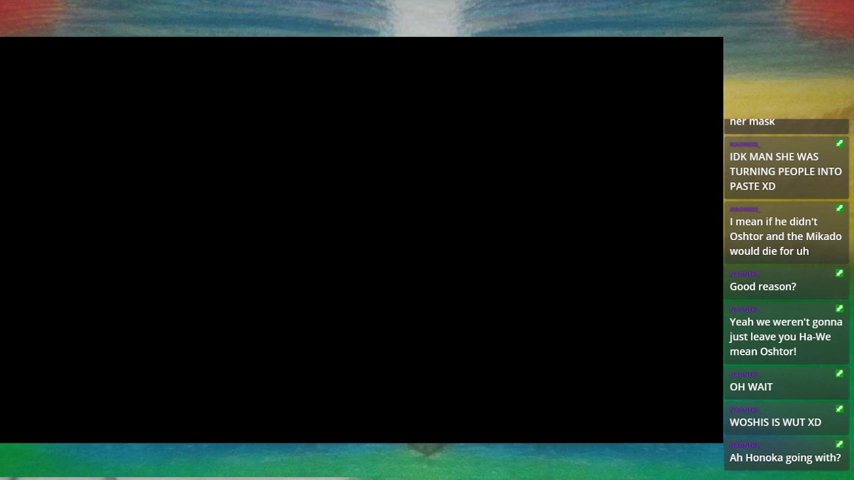 her mask
IDK MAN SHE WAS
TURNING PEOPLE INTO
PASTE XD
I mean if he didn't
Oshtor and the Mikado
would die for uh
Good reason?
Yeah we weren't gonna
just leave you Ha-We
mean Oshtor!
OH WAIT
WOSHIS IS WUT XD
Ah Honoka going with?